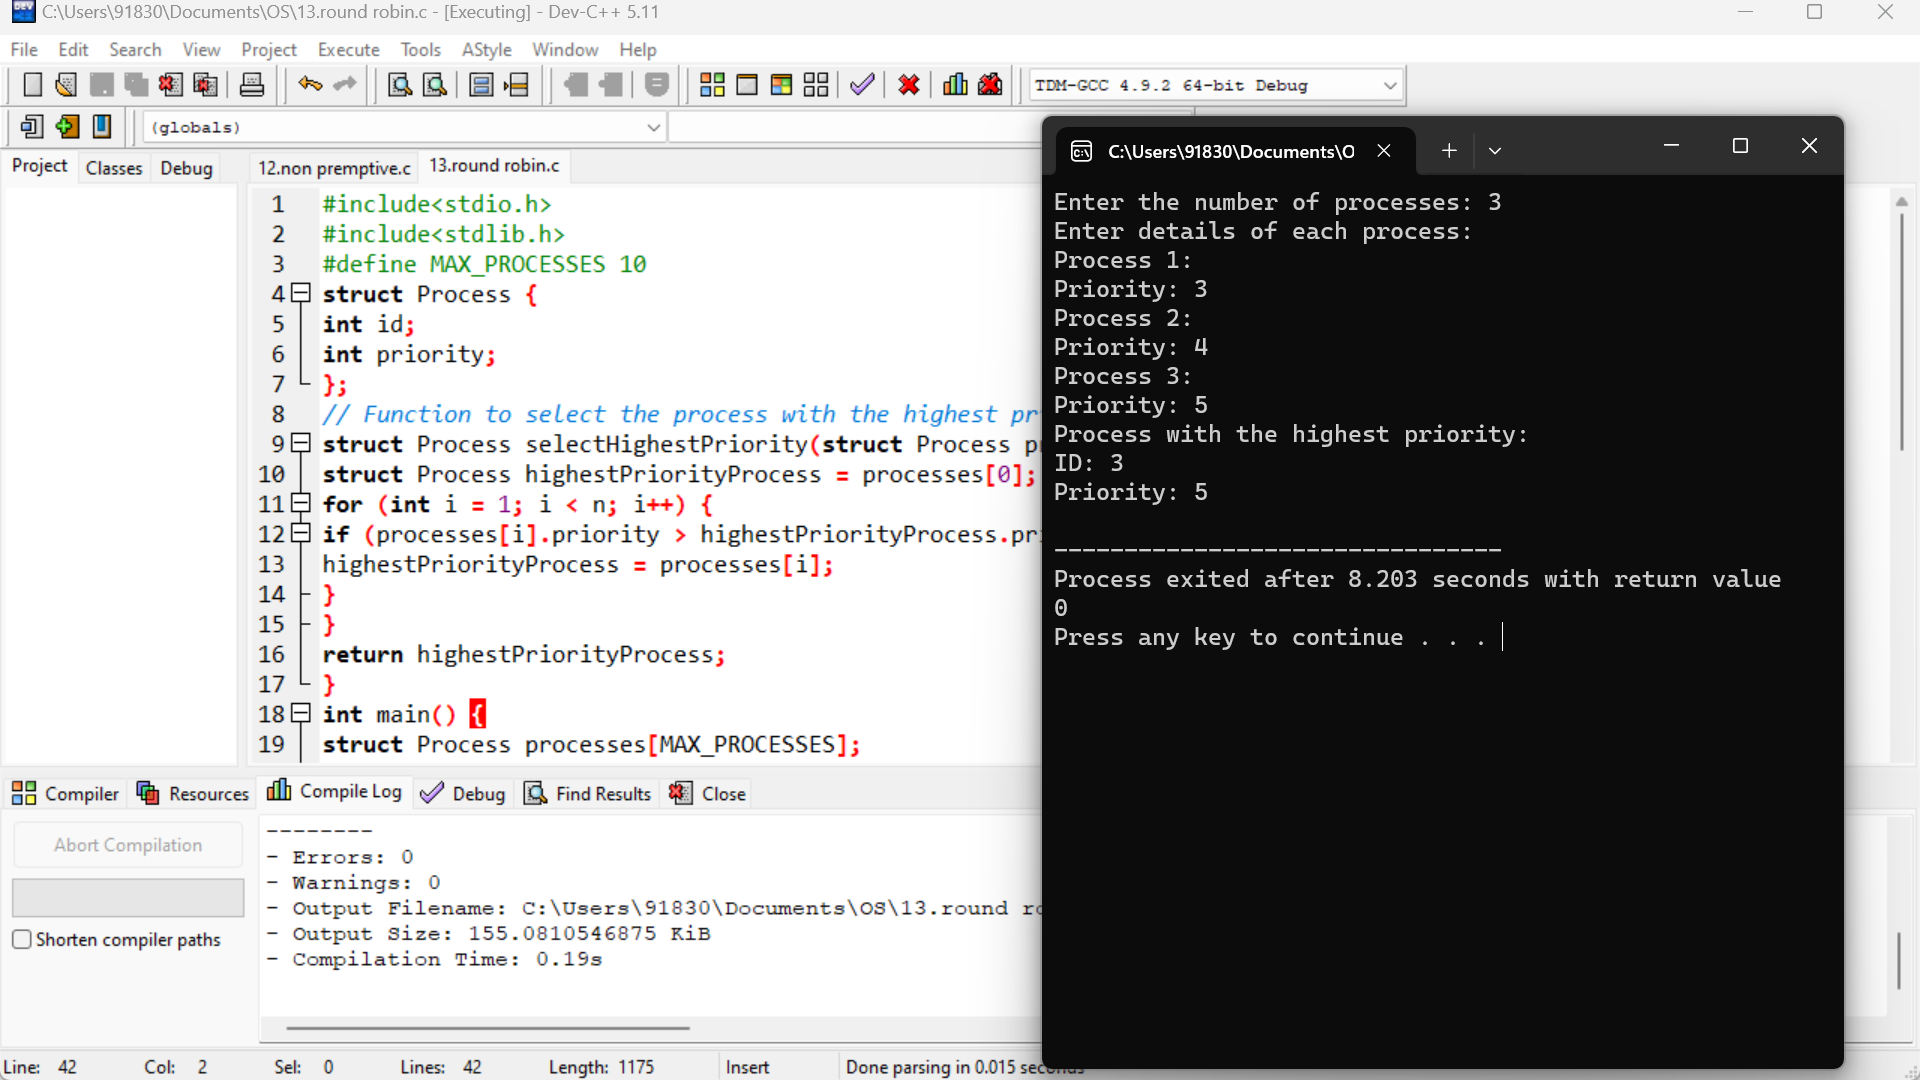 C:\Users\91830\Documents\OS\13.round robin.c - [Executing] - Dev-C++ 5.11
File Edit Search View Project Execute Tools AStyle Window Help
TDM-GCC 4.9.2 64-bit Debug
(globals)
Project Classes Debug
12.non premptive.c 13.round robin.c
1 #include<stdio.h>
2 #include<stdlib.h>
3 #define MAX_PROCESSES 10
4 struct Process {
5 int id;
6 int priority;
7 };
8 // Function to select the process with the highest pr
9 struct Process selectHighestPriority(struct Process p
10 struct Process highestPriorityProcess = processes[0];
11 for (int i = 1; i < n; i++) {
12 if (processes[i].priority > highestPriorityProcess.pr
13 highestPriorityProcess = processes[i];
14 }
15 }
16 return highestPriorityProcess;
17 }
18 int main() {
19 struct Process processes[MAX_PROCESSES];
C:\Users\91830\Documents\O
Enter the number of processes: 3
Enter details of each process:
Process 1:
Priority: 3
Process 2:
Priority: 4
Process 3:
Priority: 5
Process with the highest priority:
ID: 3
Priority: 5
--------------------------------
Process exited after 8.203 seconds with return value
0
Press any key to continue . . .
Compiler Resources Compile Log Debug Find Results Close
Abort Compilation
Shorten compiler paths
--------
- Errors: 0
- Warnings: 0
- Output Filename: C:\Users\91830\Documents\OS\13.round ro
- Output Size: 155.0810546875 KiB
- Compilation Time: 0.19s
Line: 42 Col: 2 Sel: 0 Lines: 42 Length: 1175 Insert Done parsing in 0.015 seconds